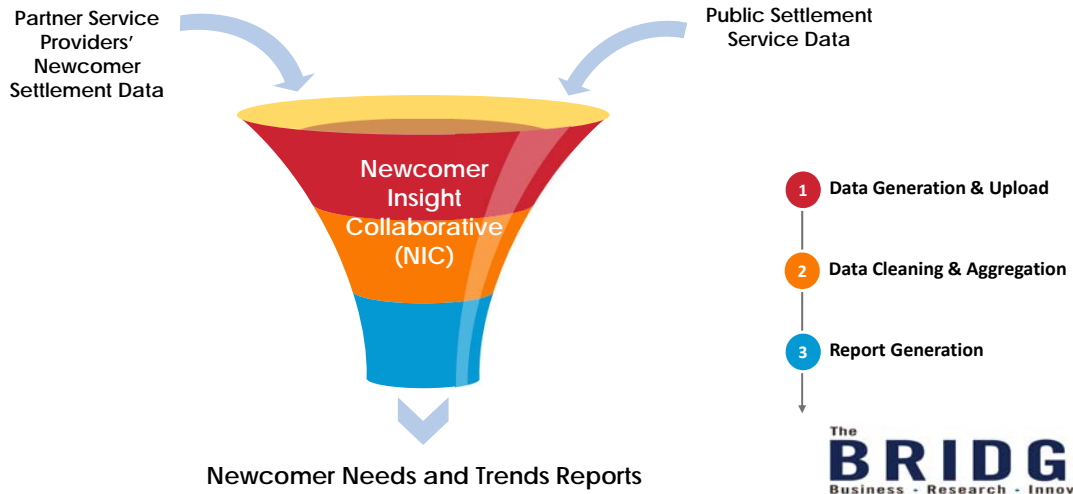 Partner Service
Providers’
Newcomer
Settlement Data
Public Settlement
Service Data
Newcomer
Insight
Collaborative
(NIC)
1 Data Generation & Upload
2 Data Cleaning & Aggregation
3 Report Generation
Newcomer Needs and Trends Reports
The
BRIDG
Business - Research - Innov